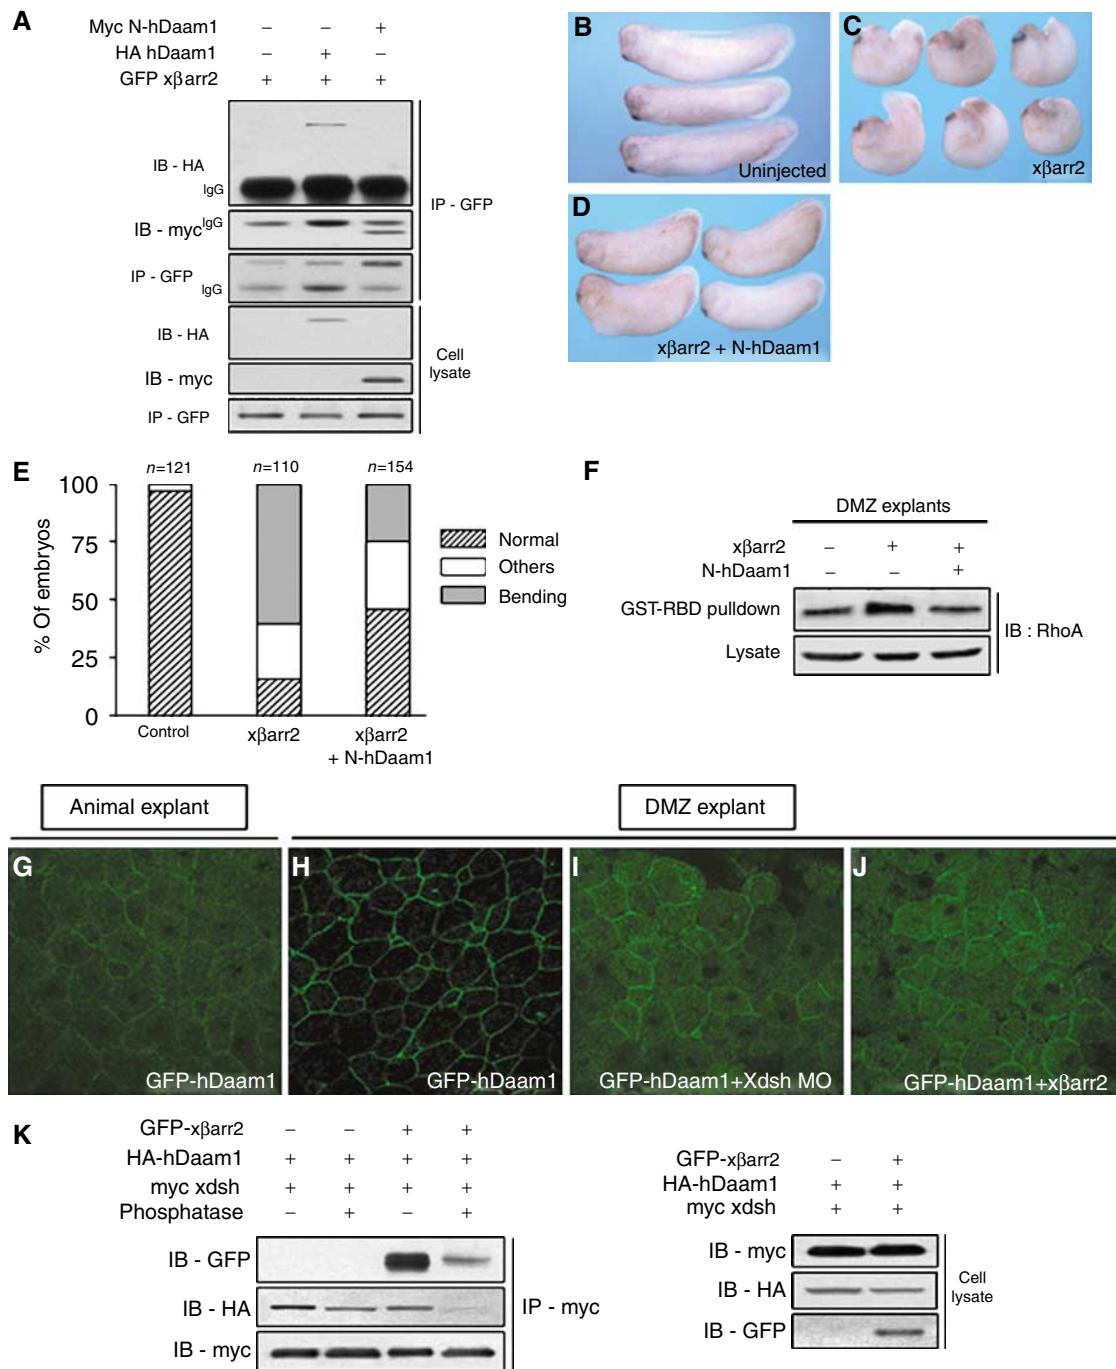 A
Myc N-hDaam1 – – +
HA hDaam1 – + –
GFP xβarr2 + + +
IB - HA
IgG
IB - myc IgG
IP - GFP
IgG
IP - GFP
IB - HA
IB - myc
IP - GFP
Cell
lysate
B
Uninjected
C
xβarr2
D
xβarr2 + N-hDaam1
E
n=121 n=110 n=154
% Of embryos
100
75
50
25
0
Control
xβarr2
xβarr2
+ N-hDaam1
Normal
Others
Bending
F
DMZ explants
xβarr2 – + +
N-hDaam1 – – +
GST-RBD pulldown
Lysate
IB : RhoA
Animal explant
DMZ explant
G
GFP-hDaam1
H
GFP-hDaam1
I
GFP-hDaam1+Xdsh MO
J
GFP-hDaam1+xβarr2
K
GFP-xβarr2 – – + +
HA-hDaam1 + + + +
myc xdsh + + + +
Phosphatase – + – +
IB - GFP
IB - HA
IB - myc
IP - myc
GFP-xβarr2 – +
HA-hDaam1 + +
myc xdsh + +
IB - myc
IB - HA
IB - GFP
Cell
lysate